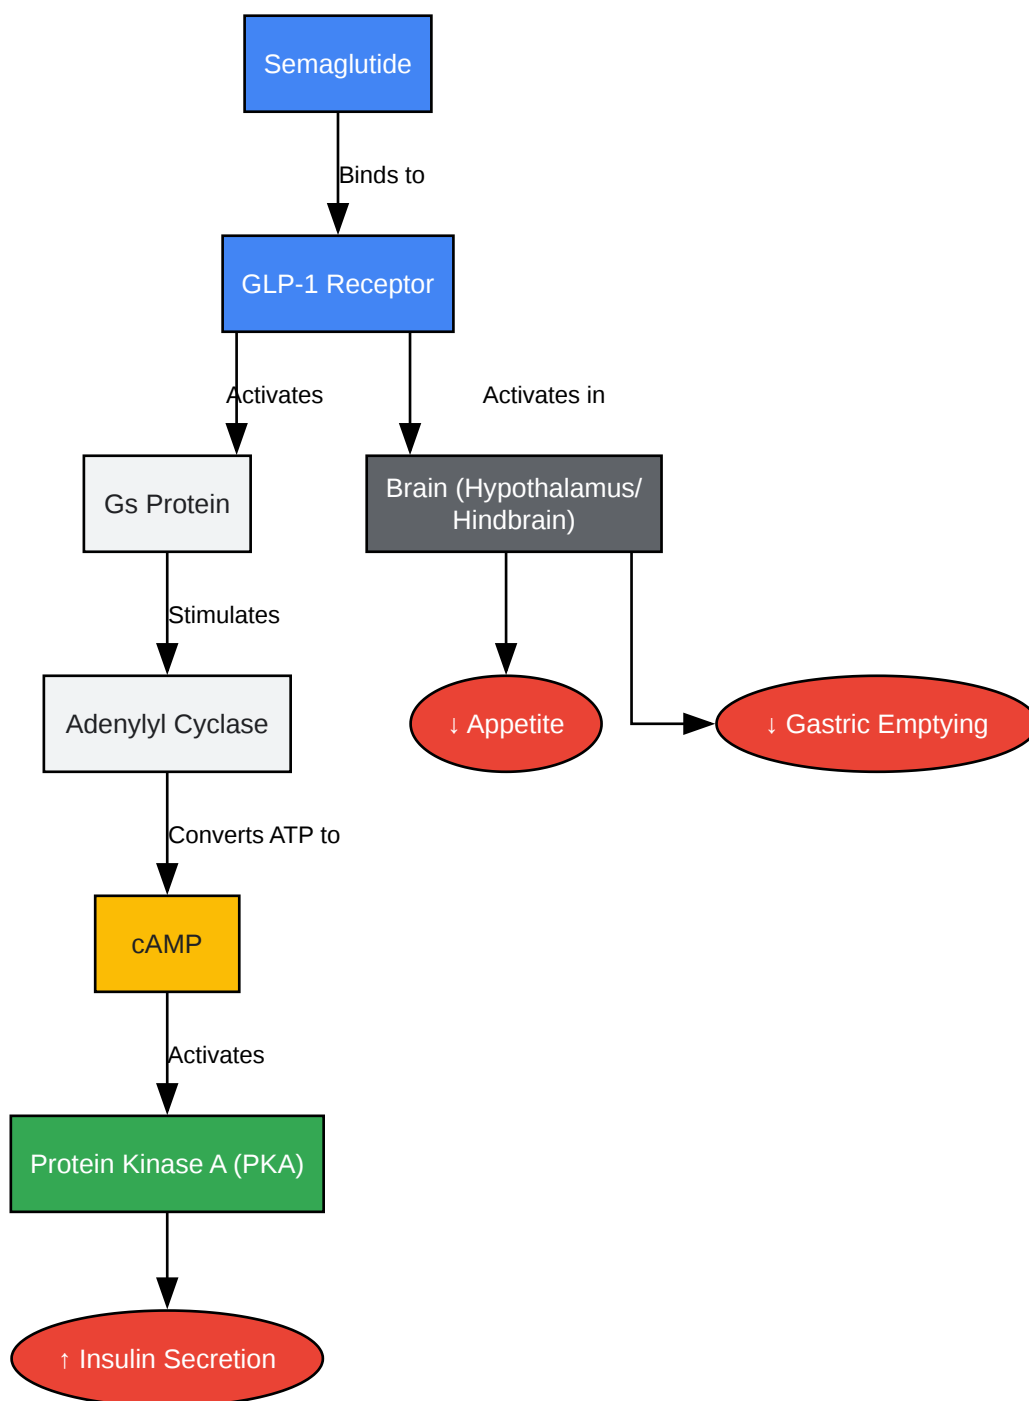 Semaglutide
Binds to
GLP-1 Receptor
Activates
Activates in
Gs Protein
Brain (Hypothalamus/
Hindbrain)
Stimulates
Adenylyl Cyclase
↓ Appetite
↓ Gastric Emptying
Converts ATP to
cAMP
Activates
Protein Kinase A (PKA)
↑ Insulin Secretion